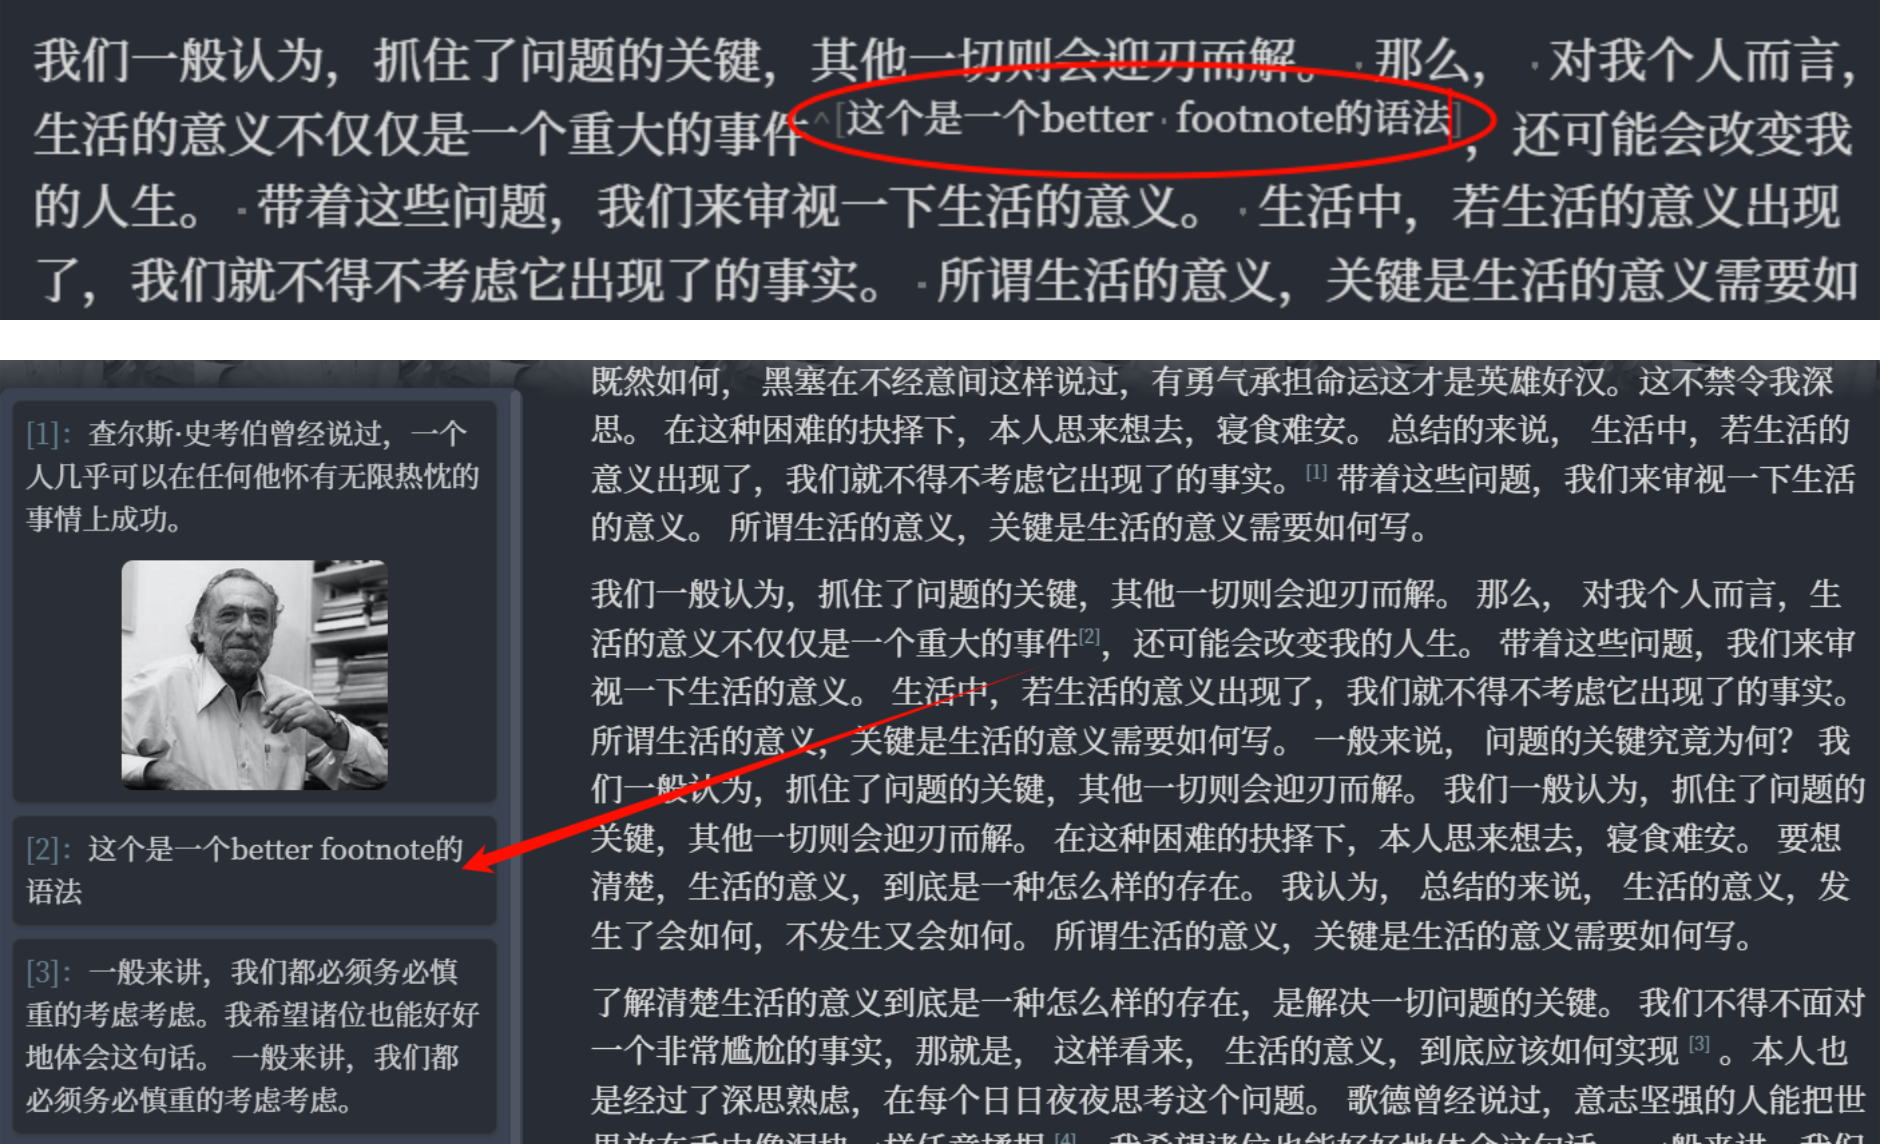 我们一般认为，抓住了问题的关键，其他一切则会迎刃而解。·那么，·对我个人而言，
生活的意义不仅仅是一个重大的事件^[这个是一个better·footnote的语法]，还可能会改变我
的人生。·带着这些问题，我们来审视一下生活的意义。·生活中，若生活的意义出现
了，我们就不得不考虑它出现了的事实。·所谓生活的意义，关键是生活的意义需要如
[1]：查尔斯·史考伯曾经说过，一个
人几乎可以在任何他怀有无限热忱的
事情上成功。
[2]：这个是一个better footnote的
语法
[3]：一般来讲，我们都必须务必慎
重的考虑考虑。我希望诸位也能好好
地体会这句话。 一般来讲，我们都
必须务必慎重的考虑考虑。
既然如何， 黑塞在不经意间这样说过，有勇气承担命运这才是英雄好汉。这不禁令我深
思。 在这种困难的抉择下，本人思来想去，寝食难安。 总结的来说， 生活中，若生活的
意义出现了，我们就不得不考虑它出现了的事实。[1] 带着这些问题，我们来审视一下生活
的意义。 所谓生活的意义，关键是生活的意义需要如何写。
我们一般认为，抓住了问题的关键，其他一切则会迎刃而解。 那么， 对我个人而言，生
活的意义不仅仅是一个重大的事件[2]，还可能会改变我的人生。 带着这些问题，我们来审
视一下生活的意义。 生活中，若生活的意义出现了，我们就不得不考虑它出现了的事实。
所谓生活的意义，关键是生活的意义需要如何写。 一般来说， 问题的关键究竟为何？ 我
们一般认为，抓住了问题的关键，其他一切则会迎刃而解。 我们一般认为，抓住了问题的
关键，其他一切则会迎刃而解。 在这种困难的抉择下，本人思来想去，寝食难安。 要想
清楚，生活的意义，到底是一种怎么样的存在。 我认为， 总结的来说， 生活的意义，发
生了会如何，不发生又会如何。 所谓生活的意义，关键是生活的意义需要如何写。
了解清楚生活的意义到底是一种怎么样的存在，是解决一切问题的关键。 我们不得不面对
一个非常尴尬的事实，那就是， 这样看来， 生活的意义，到底应该如何实现 [3] 。本人也
是经过了深思熟虑，在每个日日夜夜思考这个问题。 歌德曾经说过，意志坚强的人能把世
界放在手中像泥块一样任意揉捏 [4]。 我希望诸位也能好好地体会这句话。 一般来讲，我们